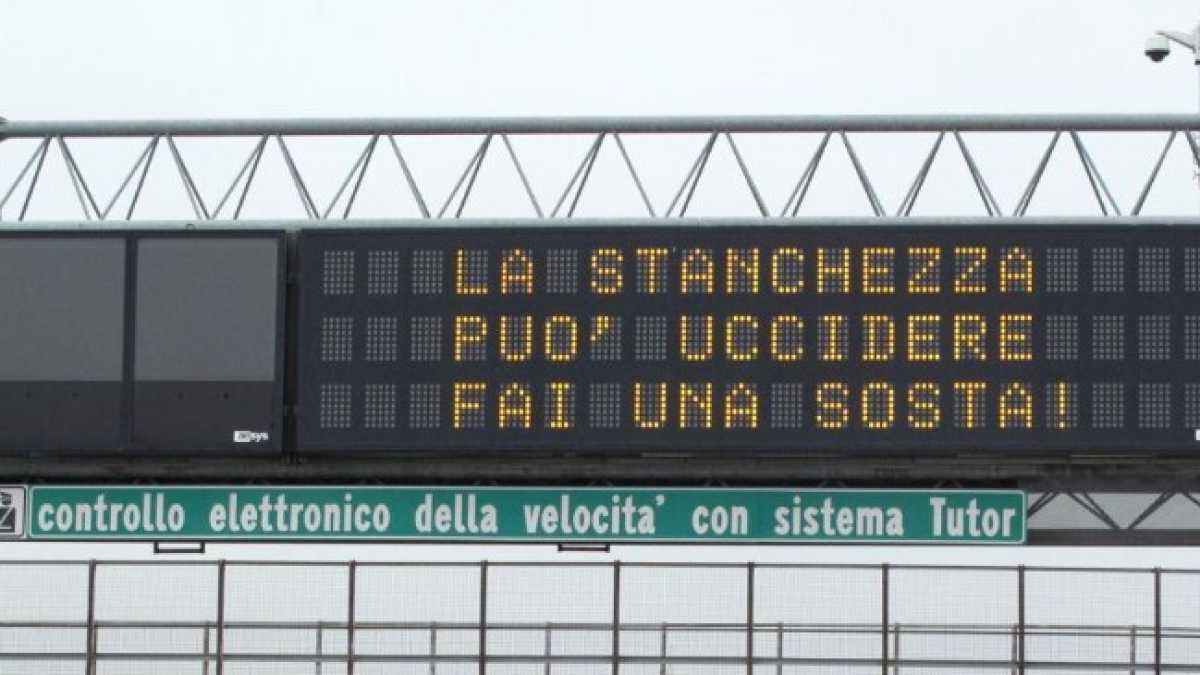 LA STANCHEZZA
PUO' UCCIDERE
FAI UNA SOSTA!
controllo elettronico della velocita' con sistema Tutor